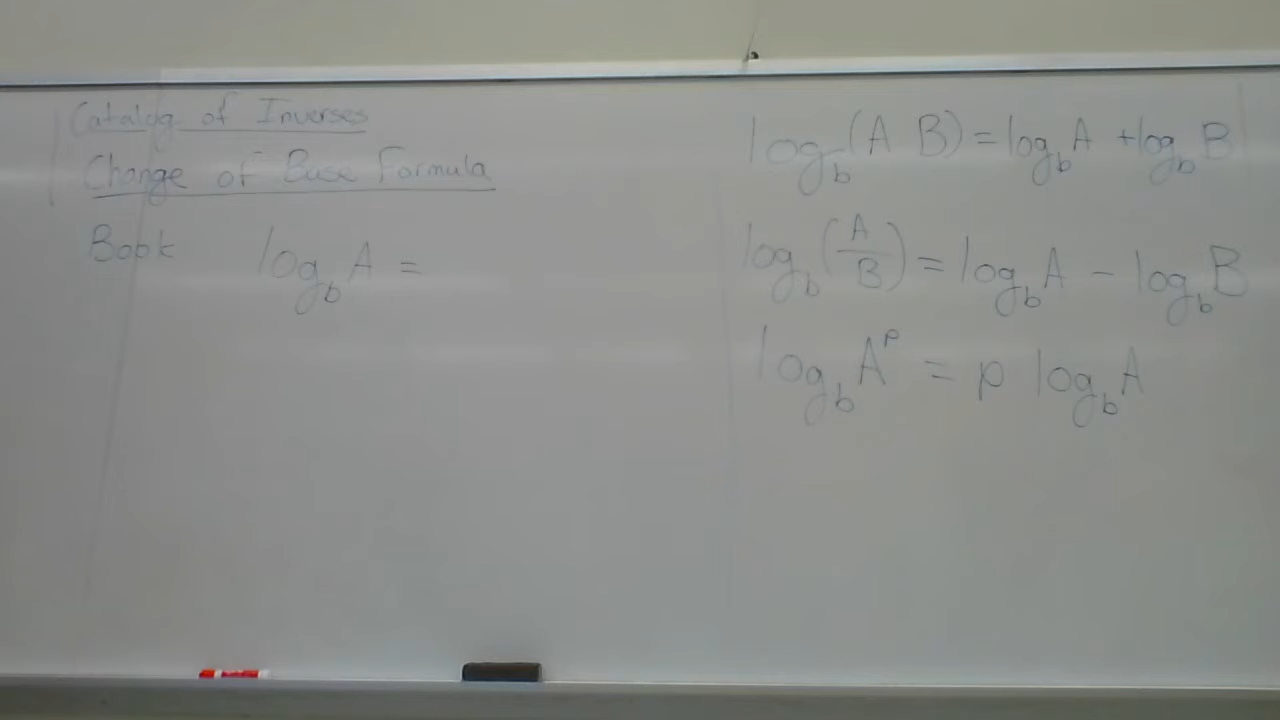 Catalog of Inverses
Change of Base Formula
Book log_b A =
log_b (A B) = log_b A + log_b B
log_b (A/B) = log_b A - log_b B
log_b A^p = p log_b A